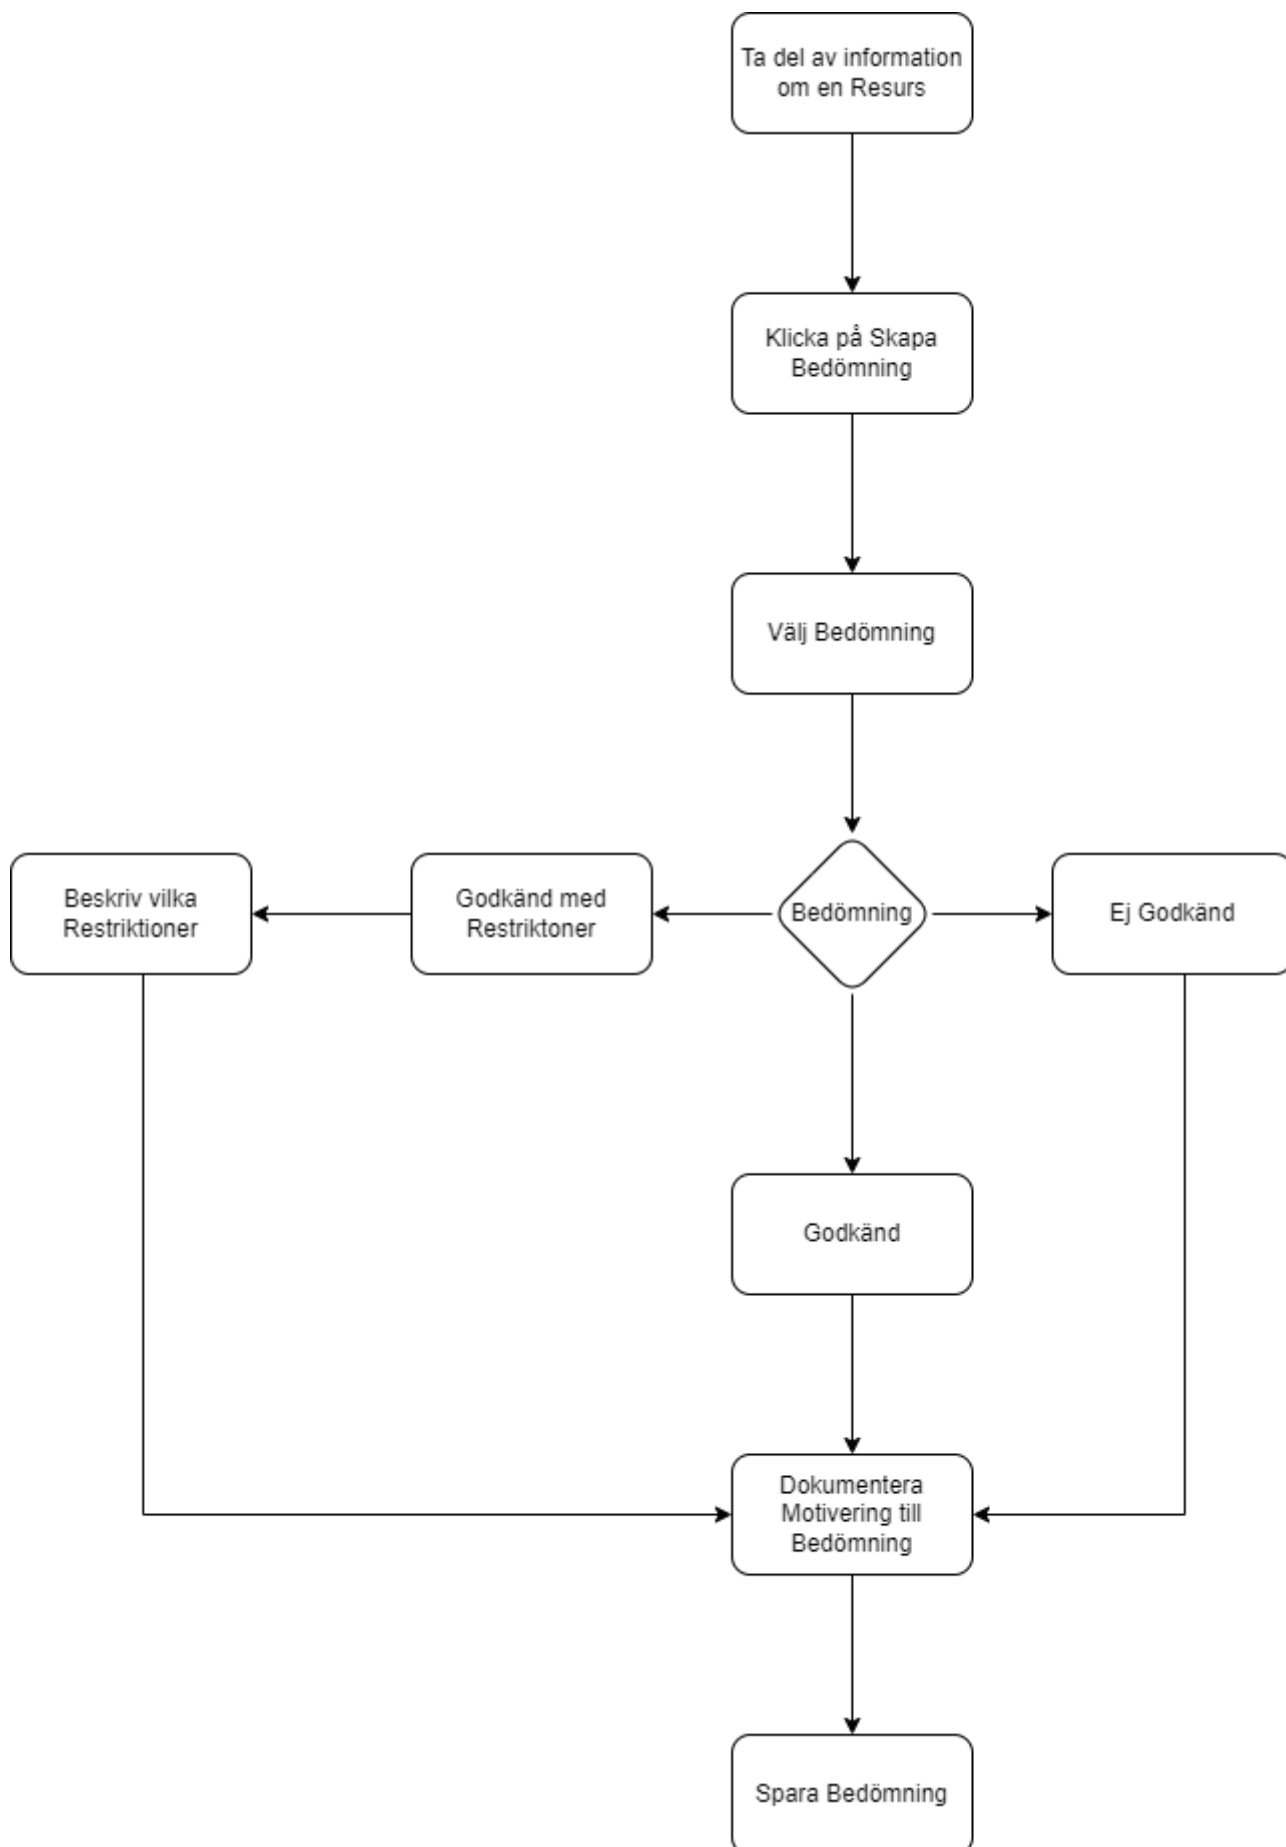 Ta del av information
om en Resurs
Klicka på Skapa
Bedömning
Välj Bedömning
Beskriv vilka
Restriktioner
Godkänd med
Restriktoner
Bedömning
Ej Godkänd
Godkänd
Dokumentera
Motivering till
Bedömning
Spara Bedömning